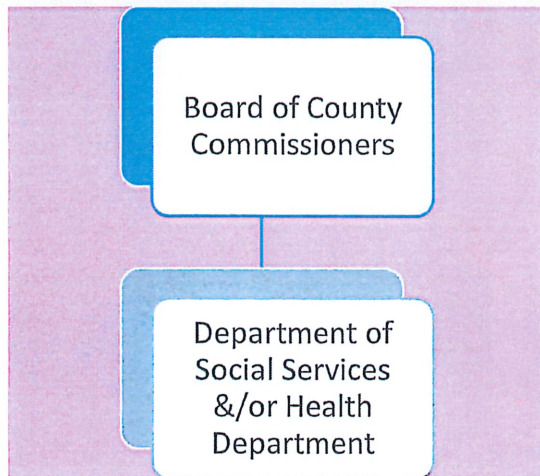 Board of County
Commissioners
Department of
Social Services
&/or Health
Department